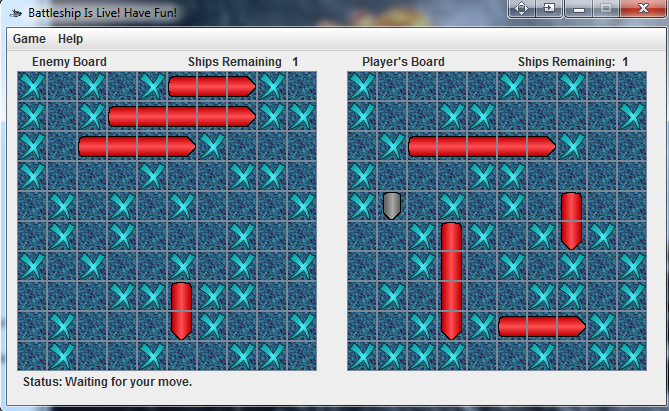 Battleship Is Live! Have Fun!
Game Help
Enemy Board Ships Remaining 1 Player's Board Ships Remaining: 1
Status: Waiting for your move.